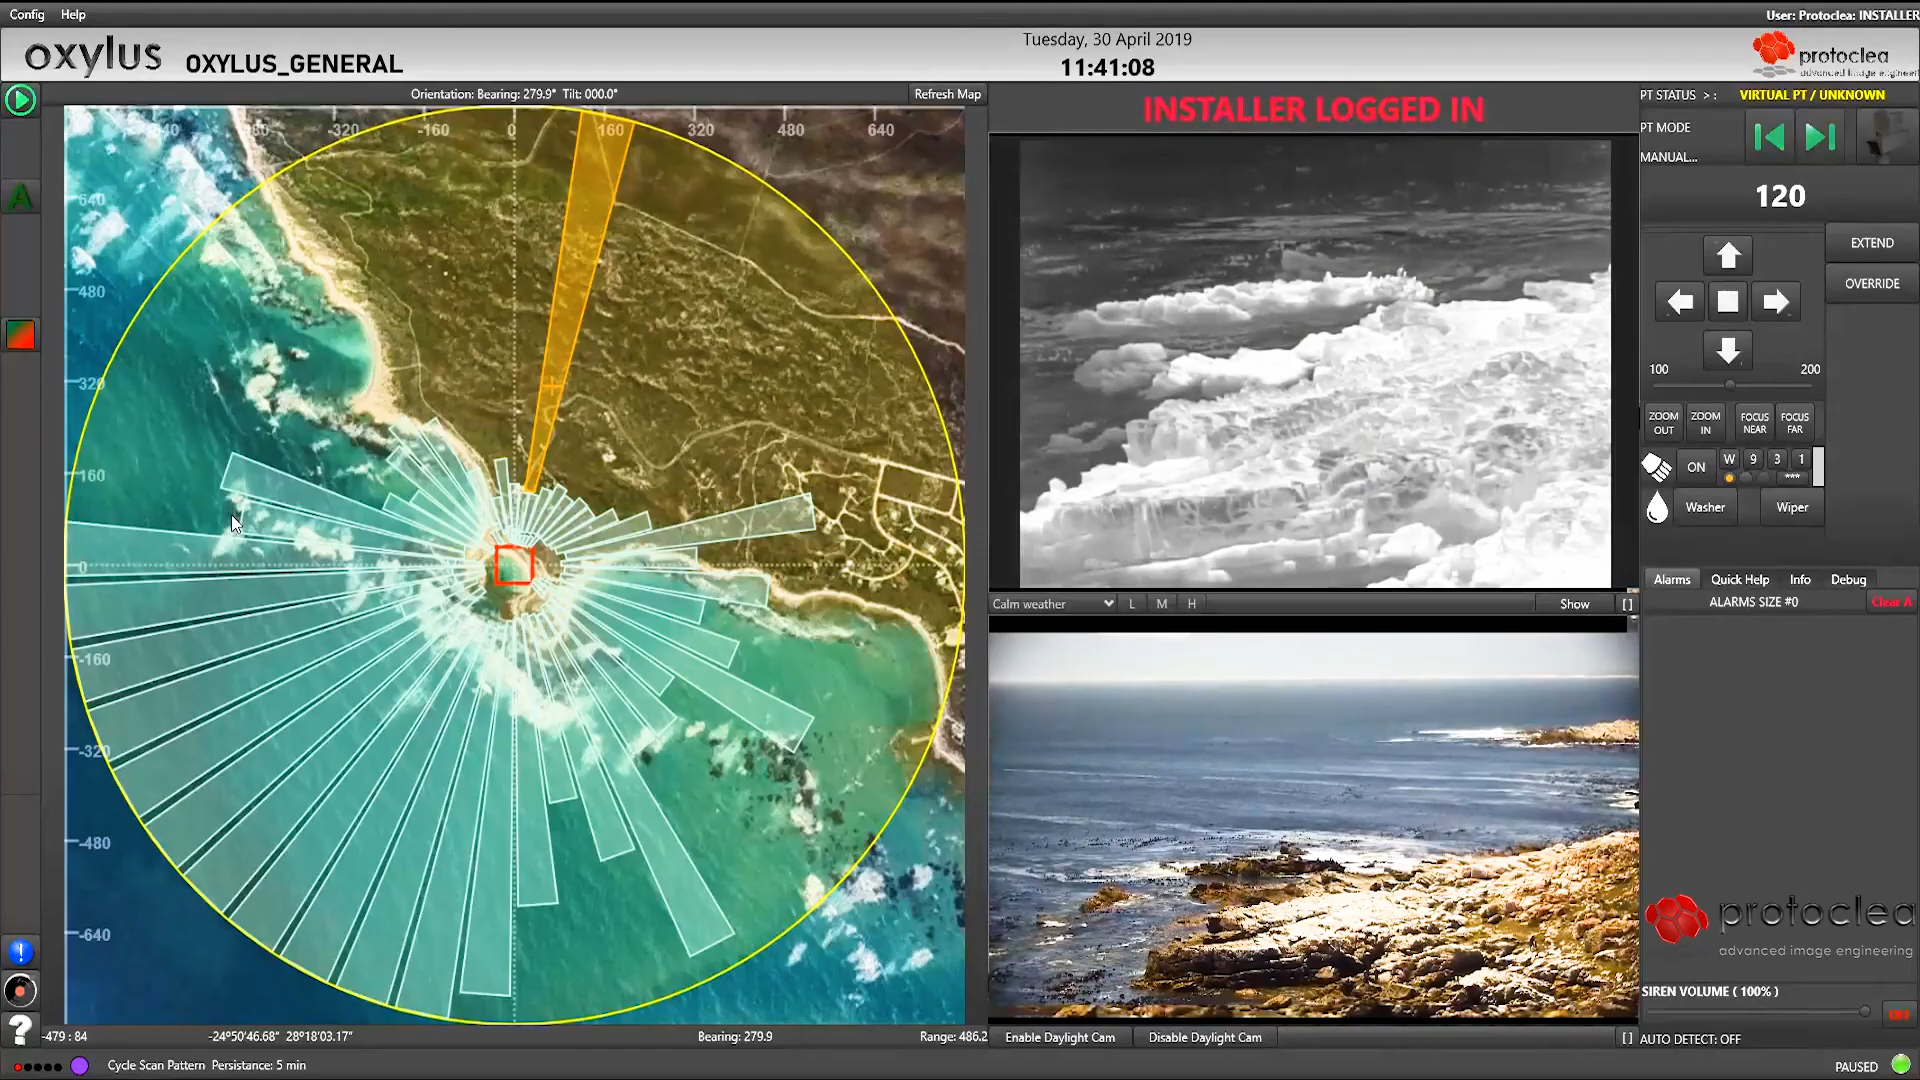 Config Help
User: Protoclea: INSTALLER
oxylus OXYLUS_GENERAL
Tuesday, 30 April 2019
11:41:08
protoclea
advanced image engineer
Orientation: Bearing: 279.9° Tilt: 000.0°
Refresh Map
INSTALLER LOGGED IN
PT STATUS > : VIRTUAL PT / UNKNOWN
PT MODE
MANUAL...
120
EXTEND
OVERRIDE
100 200
ZOOM OUT
ZOOM IN
FOCUS NEAR
FOCUS FAR
ON W 9 3 1
***
Washer Wiper
-320 -160 0 160 320 480 640
640
480
320
160
0
-160
-320
-480
-640
Calm weather L M H Show [ ]
Alarms Quick Help Info Debug
ALARMS SIZE #0 Clear A
protoclea
advanced image engineering
SIREN VOLUME ( 100% )
OFF
-479 : 84 -24°50'46.68" 28°18'03.17" Bearing: 279.9 Range: 486.2
Enable Daylight Cam Disable Daylight Cam [ ] AUTO DETECT: OFF
Cycle Scan Pattern Persistance: 5 min
PAUSED